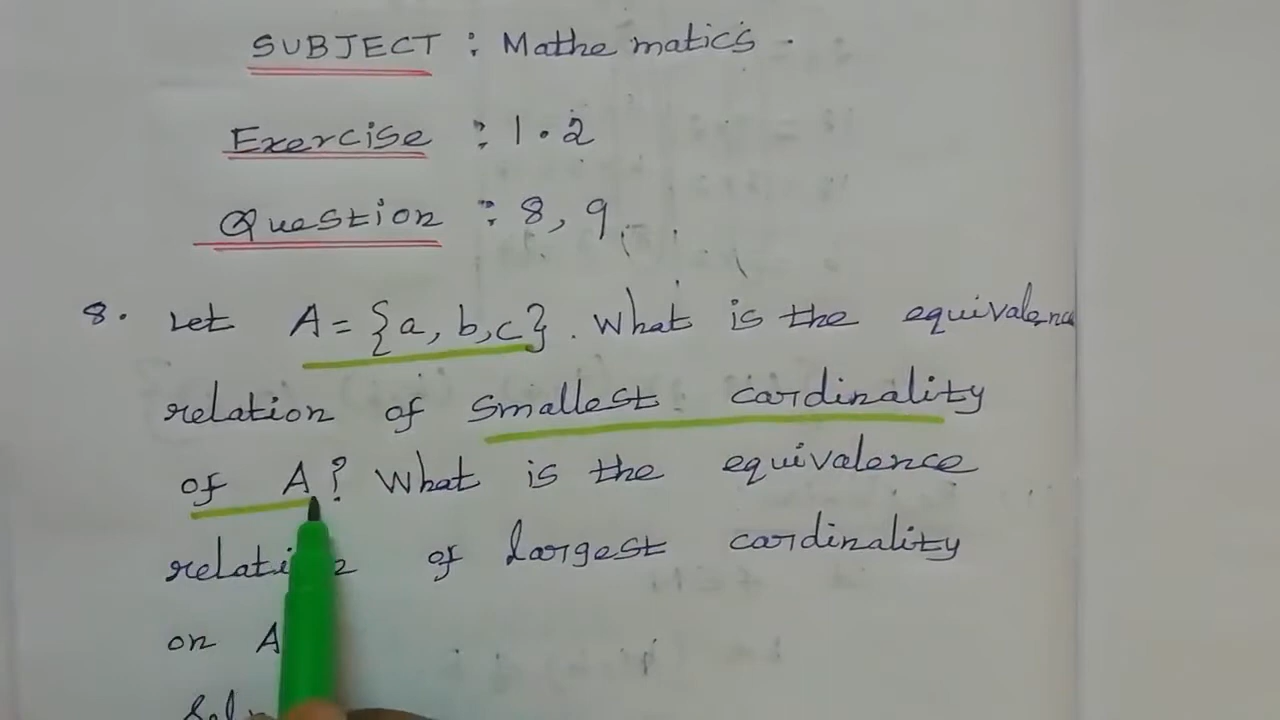 SUBJECT : Mathematics.
Exercise : 1.2
Question : 8, 9
8. Let A = {a, b, c}. What is the equivalence
relation of smallest cardinality
of A? What is the equivalence
relation of largest cardinality
on A
Soln